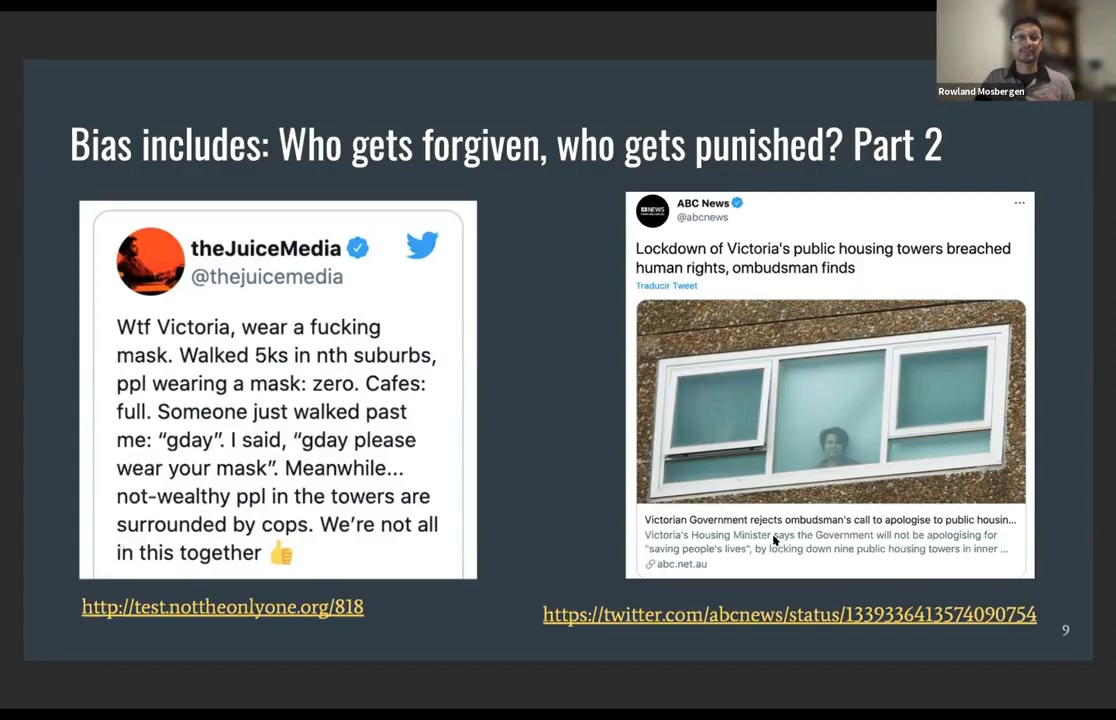 Rowland Mosbergen
Bias includes: Who gets forgiven, who gets punished? Part 2
theJuiceMedia
@thejuicemedia
Wtf Victoria, wear a fucking
mask. Walked 5ks in nth suburbs,
ppl wearing a mask: zero. Cafes:
full. Someone just walked past
me: “gday”. I said, “gday please
wear your mask”. Meanwhile...
not-wealthy ppl in the towers are
surrounded by cops. We’re not all
in this together 👍
http://test.nottheonlyone.org/818
NEWS
ABC News
@abcnews
Lockdown of Victoria's public housing towers breached
human rights, ombudsman finds
Traducir Tweet
Victorian Government rejects ombudsman's call to apologise to public housin...
Victoria's Housing Minister says the Government will not be apologising for
"saving people's lives", by locking down nine public housing towers in inner ...
abc.net.au
https://twitter.com/abcnews/status/1339336413574090754
9